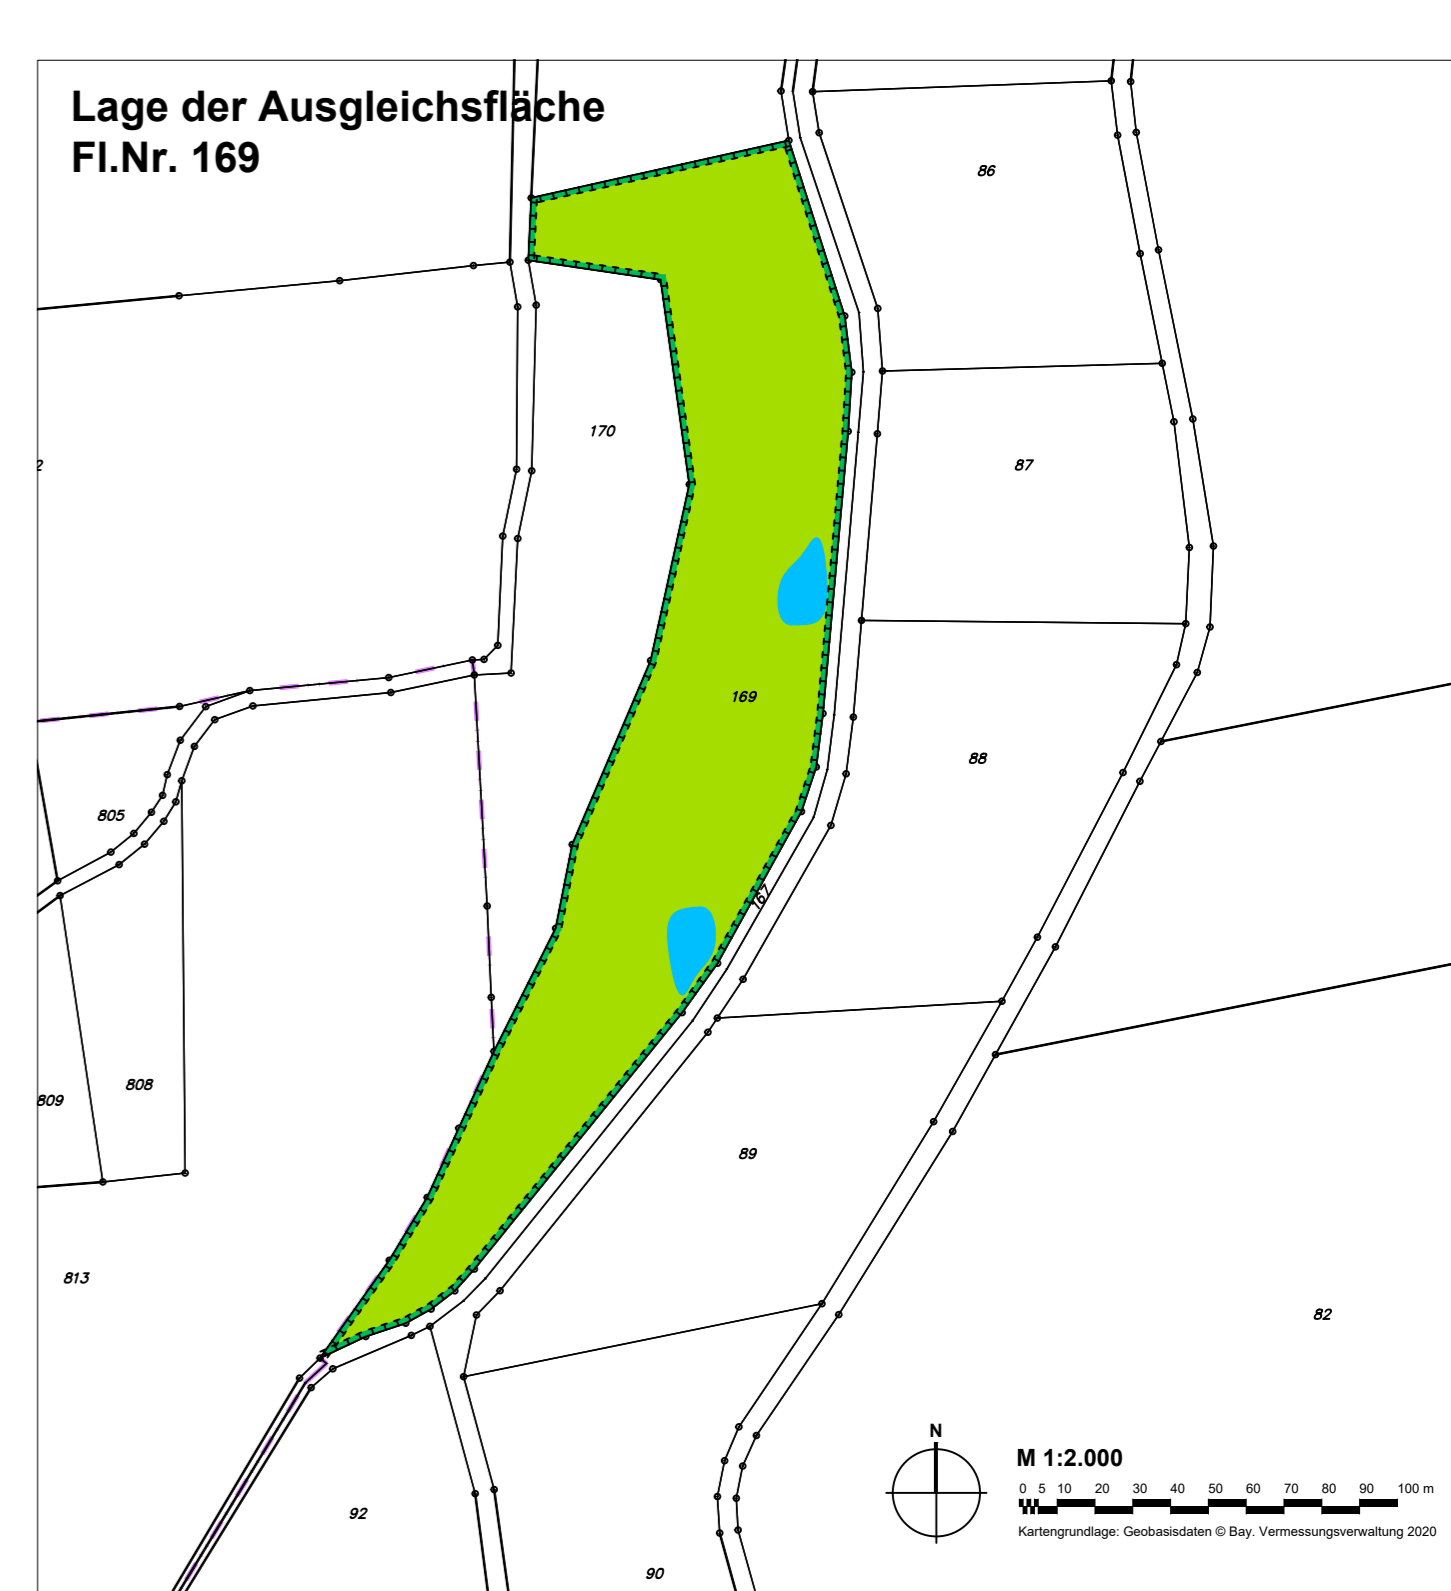 Lage der Ausgleichsfläche
Fl.Nr. 169
86
170
87
2
169
88
805
167
808
809
89
813
82
N
M 1:2.000
0 5 10 20 30 40 50 60 70 80 90 100 m
Kartengrundlage: Geobasisdaten © Bay. Vermessungsverwaltung 2020
92
90